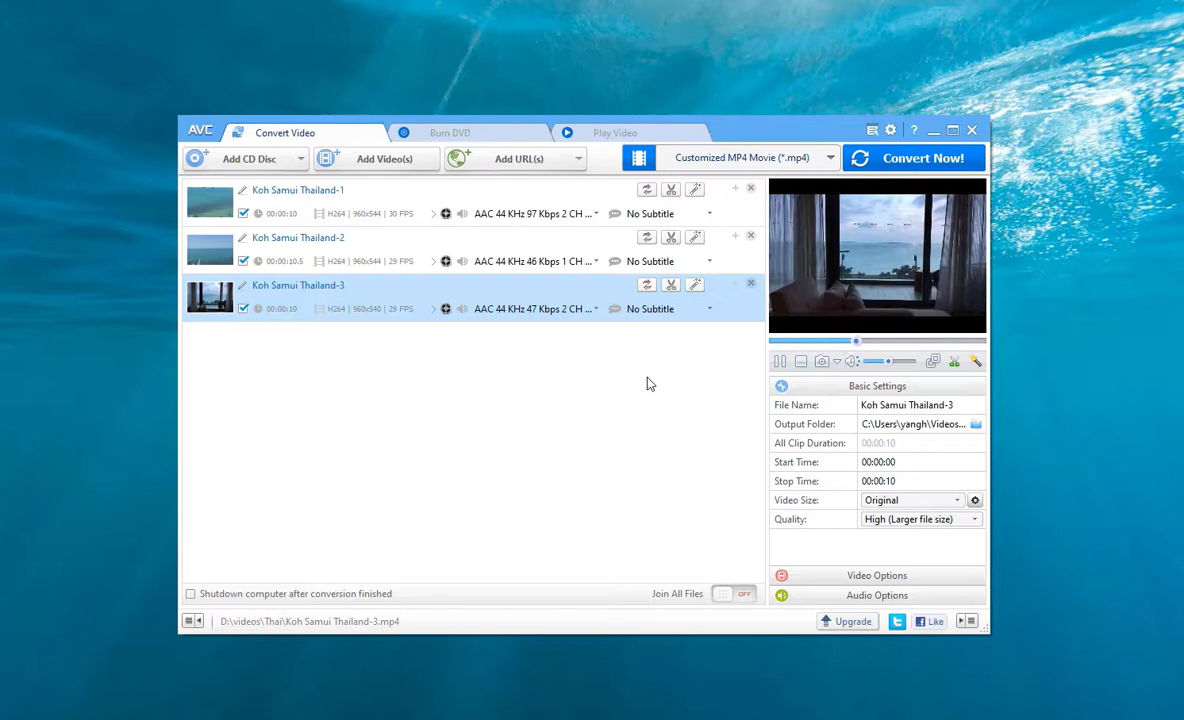 AVC Convert Video Burn DVD Play Video ?
Add CD Disc Add Video(s) Add URL(s) Customized MP4 Movie (*.mp4) Convert Now!
Koh Samui Thailand-1
00:00:10 H264 | 960x544 | 30 FPS AAC 44 KHz 97 Kbps 2 CH ... No Subtitle
Koh Samui Thailand-2
00:00:10.5 H264 | 960x544 | 29 FPS AAC 44 KHz 46 Kbps 1 CH ... No Subtitle
Koh Samui Thailand-3
00:00:10 H264 | 960x540 | 29 FPS AAC 44 KHz 47 Kbps 2 CH ... No Subtitle
Basic Settings
File Name: Koh Samui Thailand-3
Output Folder: C:\Users\yangh\Videos...
All Clip Duration: 00:00:10
Start Time: 00:00:00
Stop Time: 00:00:10
Video Size: Original
Quality: High (Larger file size)
Video Options
Shutdown computer after conversion finished Join All Files OFF Audio Options
D:\videos\Thai\Koh Samui Thailand-3.mp4 Upgrade Like